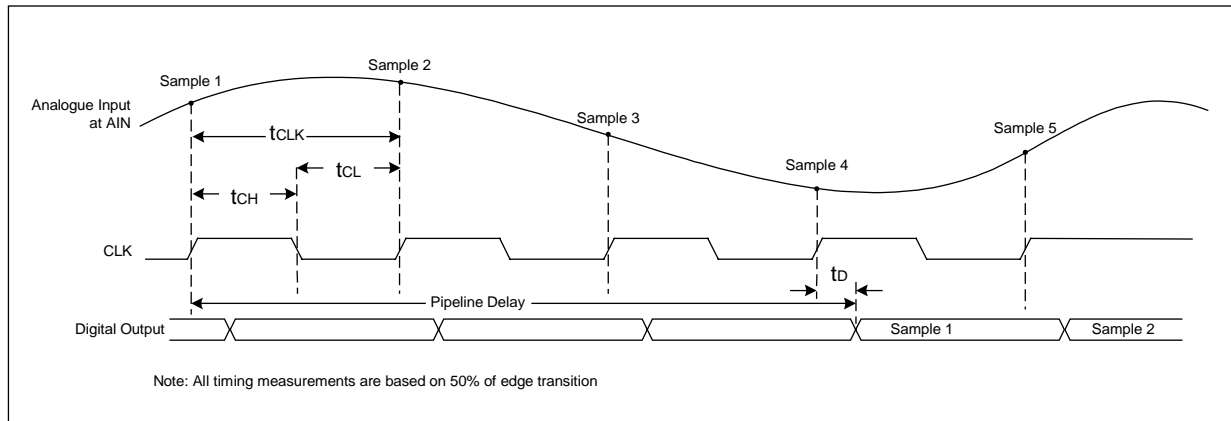 Sample 1
Sample 2
Analogue Input
at AIN
Sample 3
Sample 5
tCLK
Sample 4
tCL
tCH
CLK
tD
Pipeline Delay
Digital Output
Sample 1
Sample 2
Note: All timing measurements are based on 50% of edge transition